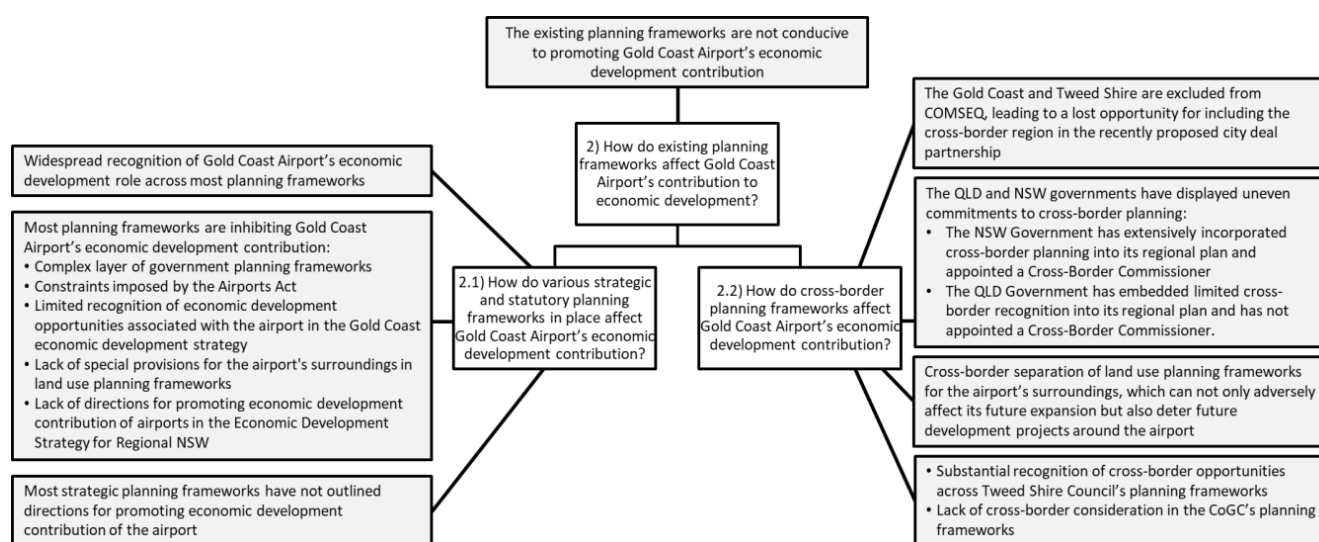 The existing planning frameworks are not conducive
to promoting Gold Coast Airport's economic
development contribution
2) How do existing planning
frameworks affect Gold Coast
Airport's contribution to
economic development?
Widespread recognition of Gold Coast Airport's economic
development role across most planning frameworks
Most planning frameworks are inhibiting Gold Coast
Airport's economic development contribution:
• Complex layer of government planning frameworks
• Constraints imposed by the Airports Act
• Limited recognition of economic development
opportunities associated with the airport in the Gold Coast
economic development strategy
• Lack of special provisions for the airport's surroundings in
land use planning frameworks
• Lack of directions for promoting economic development
contribution of airports in the Economic Development
Strategy for Regional NSW
Most strategic planning frameworks have not outlined
directions for promoting economic development
contribution of the airport
2.1) How do various strategic
and statutory planning
frameworks in place affect
Gold Coast Airport's economic
development contribution?
2.2) How do cross-border
planning frameworks affect
Gold Coast Airport's economic
development contribution?
The Gold Coast and Tweed Shire are excluded from
COMSEQ, leading to a lost opportunity for including the
cross-border region in the recently proposed city deal
partnership
The QLD and NSW governments have displayed uneven
commitments to cross-border planning:
• The NSW Government has extensively incorporated
cross-border planning into its regional plan and
appointed a Cross-Border Commissioner
• The QLD Government has embedded limited cross-
border recognition into its regional plan and has not
appointed a Cross-Border Commissioner.
Cross-border separation of land use planning frameworks
for the airport's surroundings, which can not only adversely
affect its future expansion but also deter future
development projects around the airport
• Substantial recognition of cross-border opportunities
across Tweed Shire Council's planning frameworks
• Lack of cross-border consideration in the CoGC's planning
frameworks